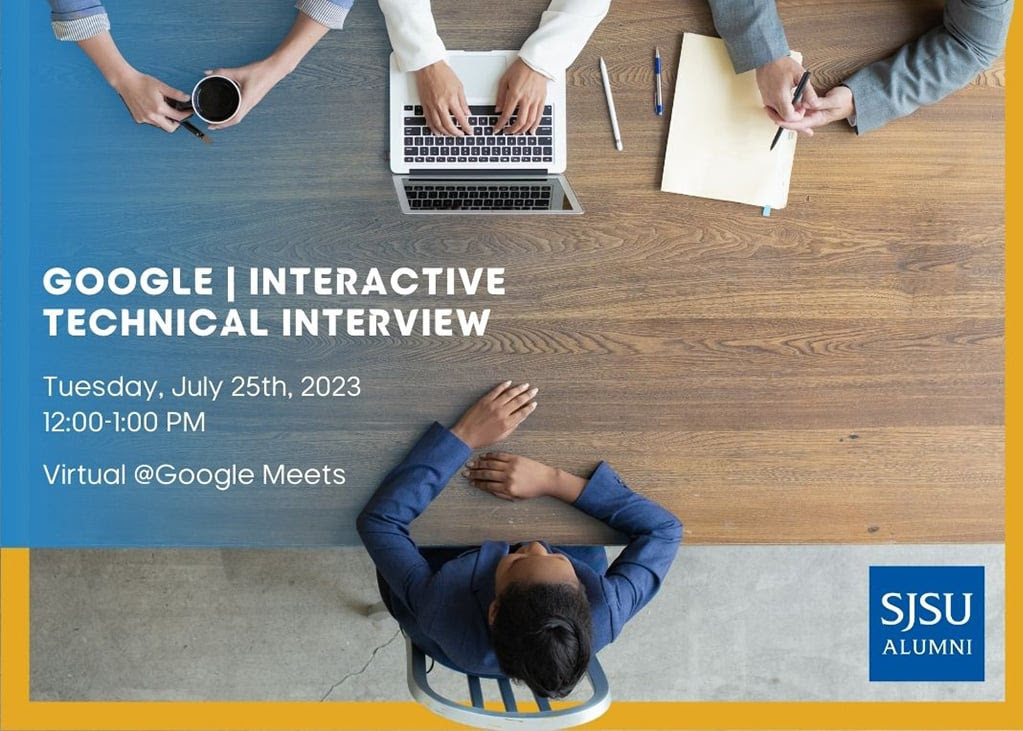 GOOGLE | INTERACTIVE
TECHNICAL INTERVIEW
Tuesday, July 25th, 2023
12:00-1:00 PM
Virtual @Google Meets
SJSU
ALUMNI